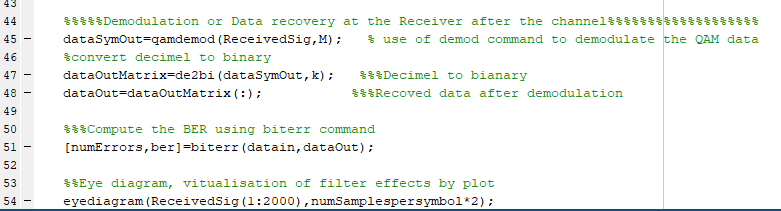 43
44 %%%%%Demodulation or Data recovery at the Receiver after the channel%%%%%%%%%%%%%%%%%%%
45 – dataSymOut=qamdemod(ReceivedSig,M); % use of demod command to demodulate the QAM data
46 %convert decimel to binary
47 – dataOutMatrix=de2bi(dataSymOut,k); %%%Decimel to bianary
48 – dataOut=dataOutMatrix(:); %%%Recoved data after demodulation
49
50 %%%Compute the BER using biterr command
51 – [numErrors,ber]=biterr(datain,dataOut);
52
53 %%Eye diagram, vitualisation of filter effects by plot
54 – eyediagram(ReceivedSig(1:2000),numSamplespersymbol*2);